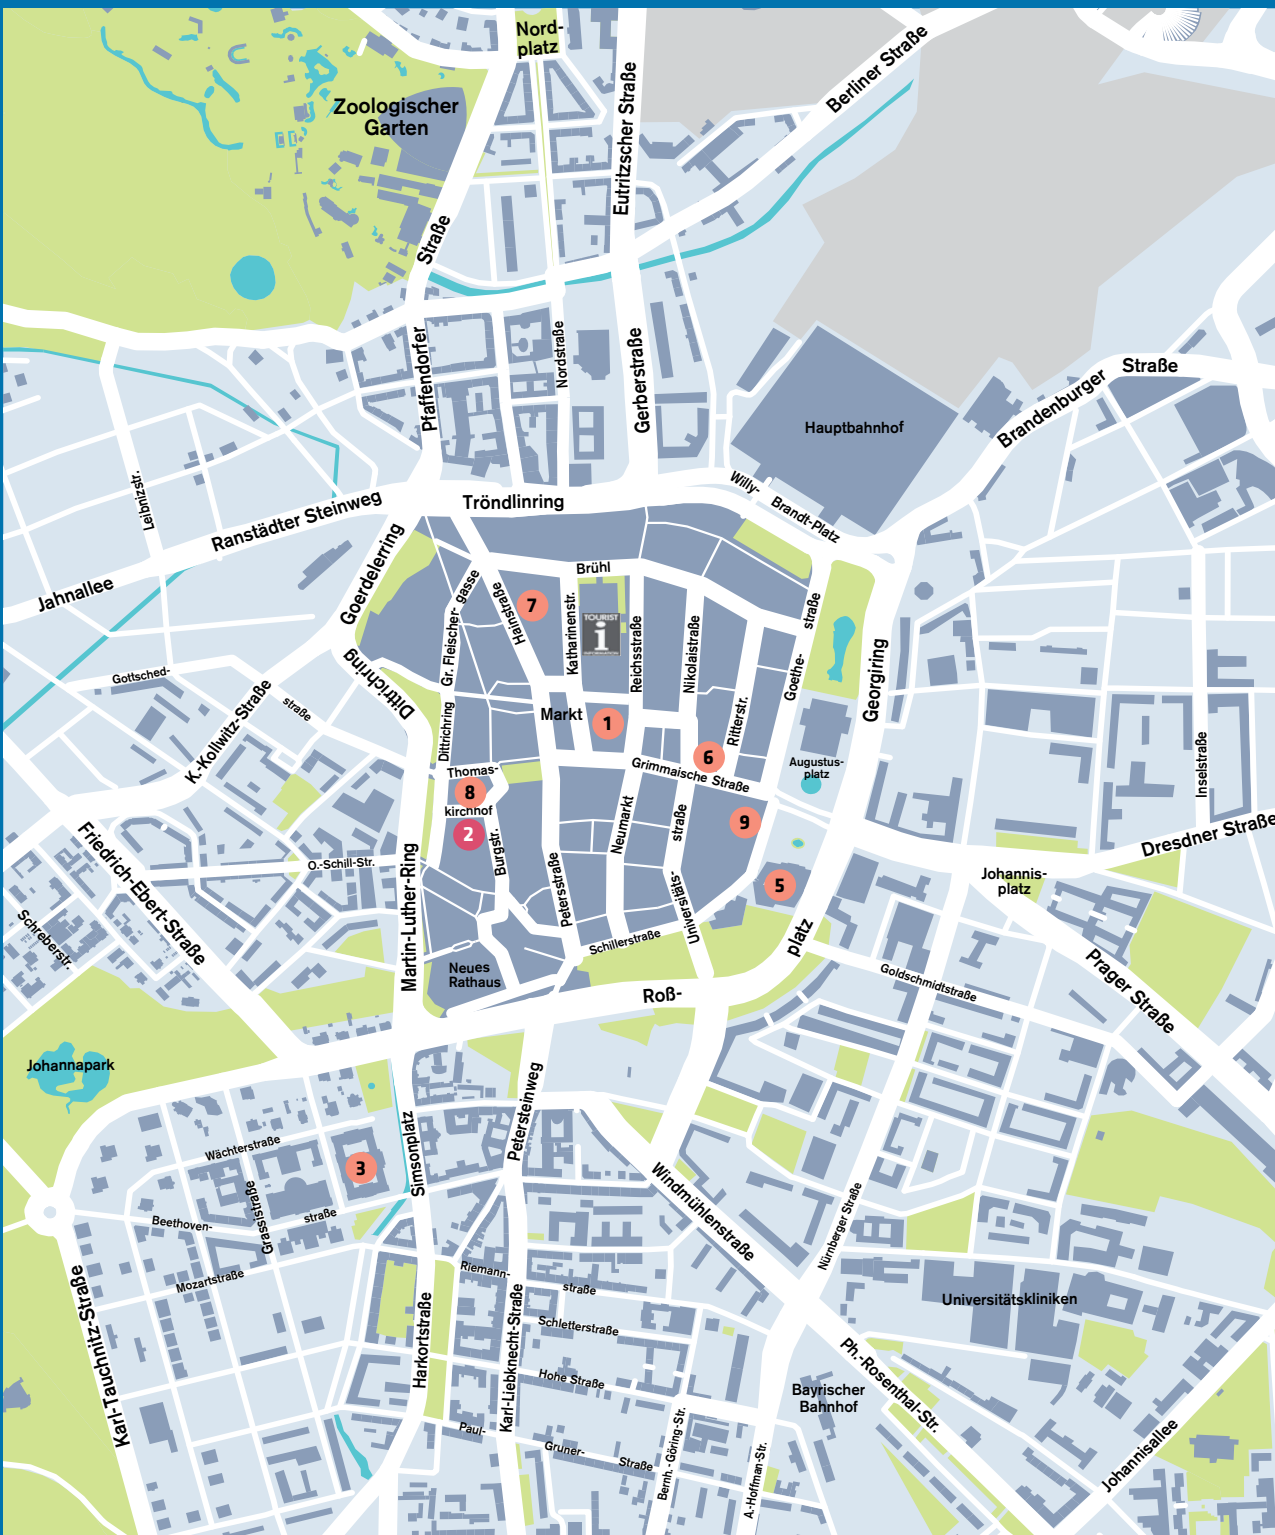 Nord-
platz
Zoologischer
Garten
Eutritzscher Straße
Berliner Straße
Straße
Pfaffendorfer
Nordstraße
Gerberstraße
Straße
Brandenburger
Hauptbahnhof
Leibnizstr.
Ranstädter Steinweg
Tröndlinring
Willy-
Brandt-Platz
Jahnallee
Goerdelerring
Brühl
Gr. Fleischer-
gasse
Hainstraße
7
Katharinenstr.
TOURIST
i
INFORMATION
Reichsstraße
Nikolaistraße
straße
Goethe-
Georgiring
Gottsched-
straße
Dittrichring
Dittrichring
K.-Kollwitz-Straße
Markt
1
Ritterstr.
6
Grimmaische Straße
Augustus-
platz
Inselstraße
Thomas-
8
kirchhof
2
Burgstr.
Neumarkt
straße
9
Dresdner Straße
Friedrich-Ebert-Straße
O.-Schill-Str.
Martin-Luther-Ring
Petersstraße
Universitäts-
5
Johannis-
platz
Schreberstr.
Schillerstraße
platz
Neues
Rathaus
Roß-
Goldschmidtstraße
Prager Straße
Johannapark
Wächterstraße
3
Simsonplatz
Petersteinweg
Windmühlenstraße
Nürnberger Straße
Beethoven-
straße
Grassistraße
Mozartstraße
Riemann-
straße
Universitätskliniken
Schletterstraße
Karl-Tauchnitz-Straße
Harkortstraße
Karl-Liebknecht-Straße
Hohe Straße
Ph.-Rosenthal-Str.
Bayrischer
Bahnhof
Paul-
Gruner-
Straße
Bernh.-Göring-Str.
A.-Hoffman-Str.
Johannisallee